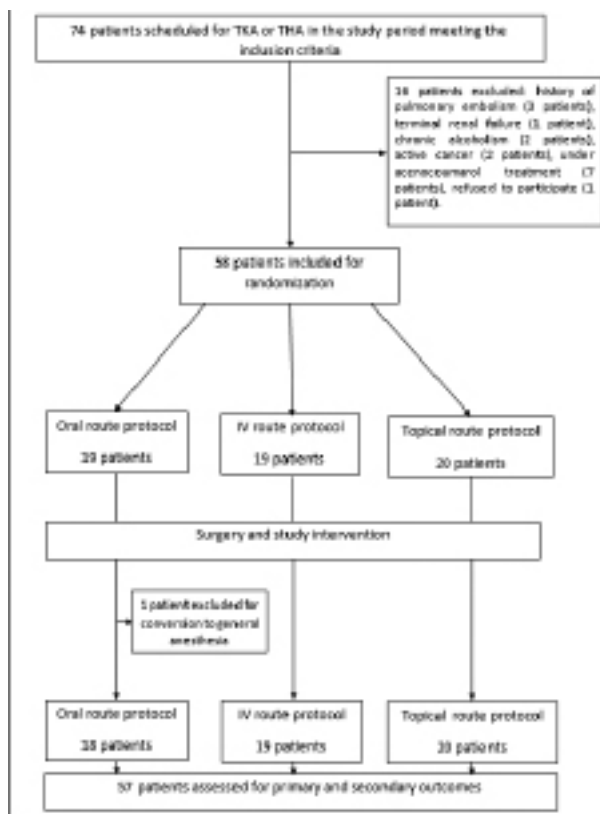 74 patients scheduled for TKA or THA in the study period meeting the
inclusion criteria
16 patients excluded: history of
pulmonary embolism (3 patients),
terminal renal failure (1 patient),
chronic alcoholism (2 patients),
active cancer (2 patients), under
acenocoumarol treatment (7
patients), refused to participate (1
patient).
58 patients included for
randomization
Oral route protocol
19 patients
IV route protocol
19 patients
Topical route protocol
20 patients
Surgery and study intervention
1 patient excluded for
conversion to general
anesthesia
Oral route protocol
18 patients
IV route protocol
19 patients
Topical route protocol
20 patients
57 patients assessed for primary and secondary outcomes